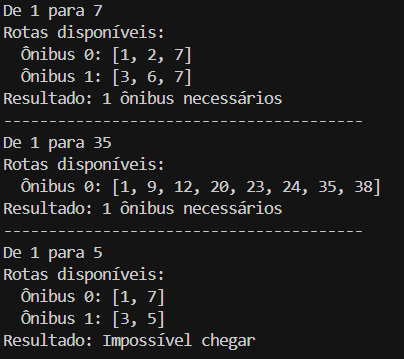 De 1 para 7
Rotas disponíveis:
  Ônibus 0: [1, 2, 7]
  Ônibus 1: [3, 6, 7]
Resultado: 1 ônibus necessários
----------------------------------------
De 1 para 35
Rotas disponíveis:
  Ônibus 0: [1, 9, 12, 20, 23, 24, 35, 38]
Resultado: 1 ônibus necessários
----------------------------------------
De 1 para 5
Rotas disponíveis:
  Ônibus 0: [1, 7]
  Ônibus 1: [3, 5]
Resultado: Impossível chegar